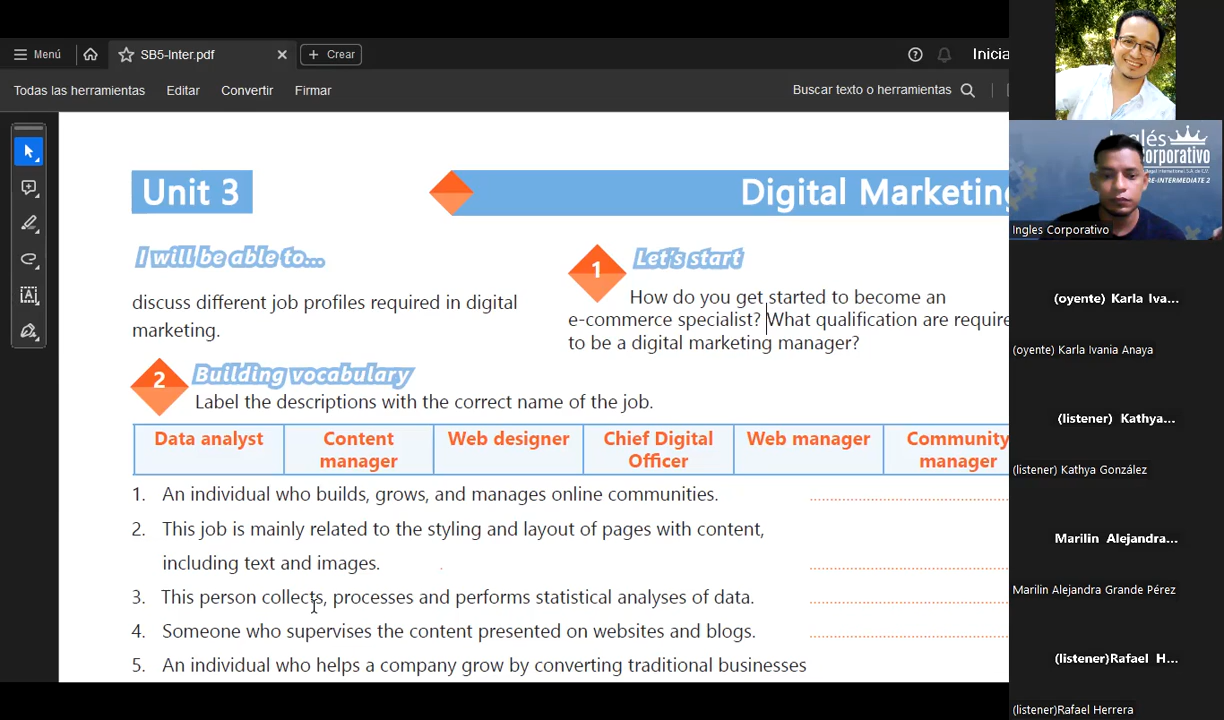 Menú
SB5-Inter.pdf
Crear
Inicia
Todas las herramientas
Editar
Convertir
Firmar
Buscar texto o herramientas
Unit 3
Digital Marketing
I will be able to...
discuss different job profiles required in digital
marketing.
1
Let's start
How do you get started to become an
e-commerce specialist? What qualification are require
to be a digital marketing manager?
2
Building vocabulary
Label the descriptions with the correct name of the job.
Data analyst
Content
manager
Web designer
Chief Digital
Officer
Web manager
Community
manager
1. An individual who builds, grows, and manages online communities.
2. This job is mainly related to the styling and layout of pages with content,
including text and images.
3. This person collects, processes and performs statistical analyses of data.
4. Someone who supervises the content presented on websites and blogs.
5. An individual who helps a company grow by converting traditional businesses
Inglés
orporativo
RE-INTERMEDIATE 2
Ingles Corporativo
(oyente) Karla Iva...
(oyente) Karla Ivania Anaya
(listener) Kathya...
(listener) Kathya González
Marilin Alejandra...
Marilin Alejandra Grande Pérez
(listener)Rafael H...
(listener)Rafael Herrera